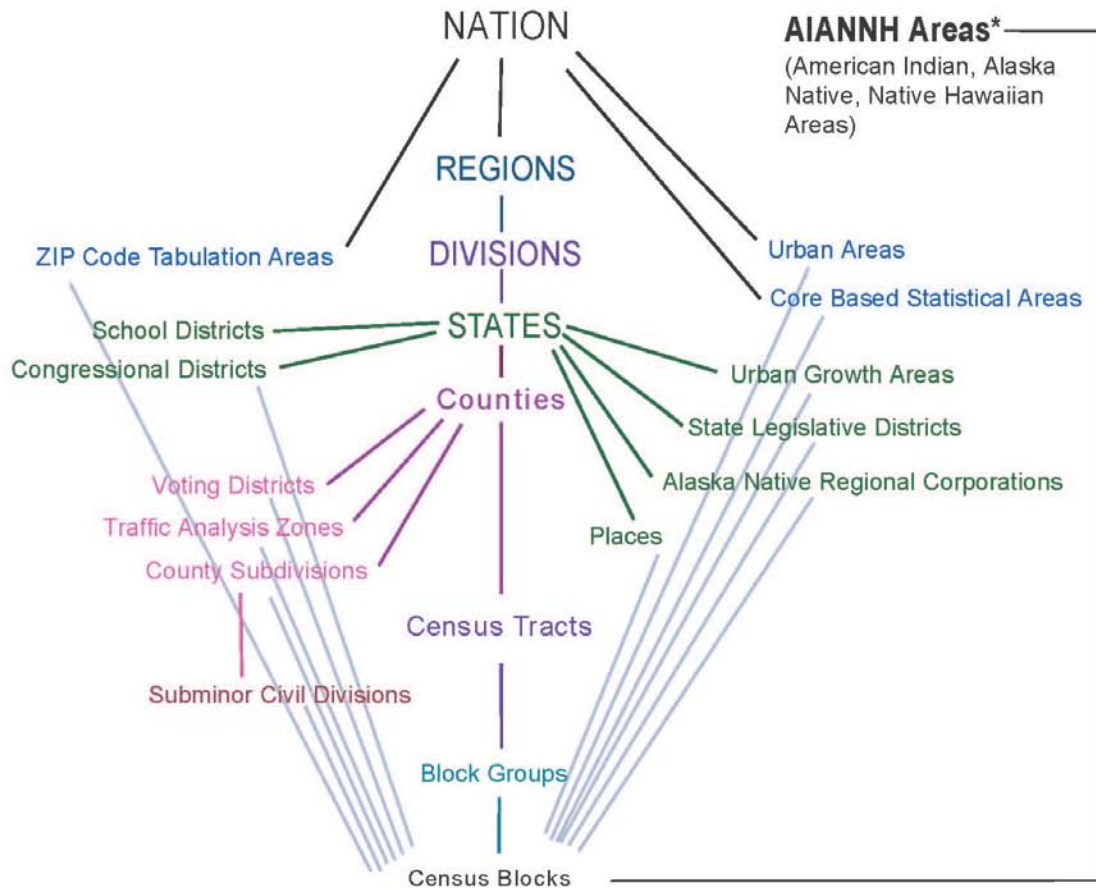 NATION
AIANNH Areas*
(American Indian, Alaska
Native, Native Hawaiian
Areas)
REGIONS
ZIP Code Tabulation Areas
DIVISIONS
Urban Areas
Core Based Statistical Areas
School Districts
STATES
Congressional Districts
Urban Growth Areas
Counties
State Legislative Districts
Voting Districts
Alaska Native Regional Corporations
Traffic Analysis Zones
Places
County Subdivisions
Census Tracts
Subminor Civil Divisions
Block Groups
Census Blocks